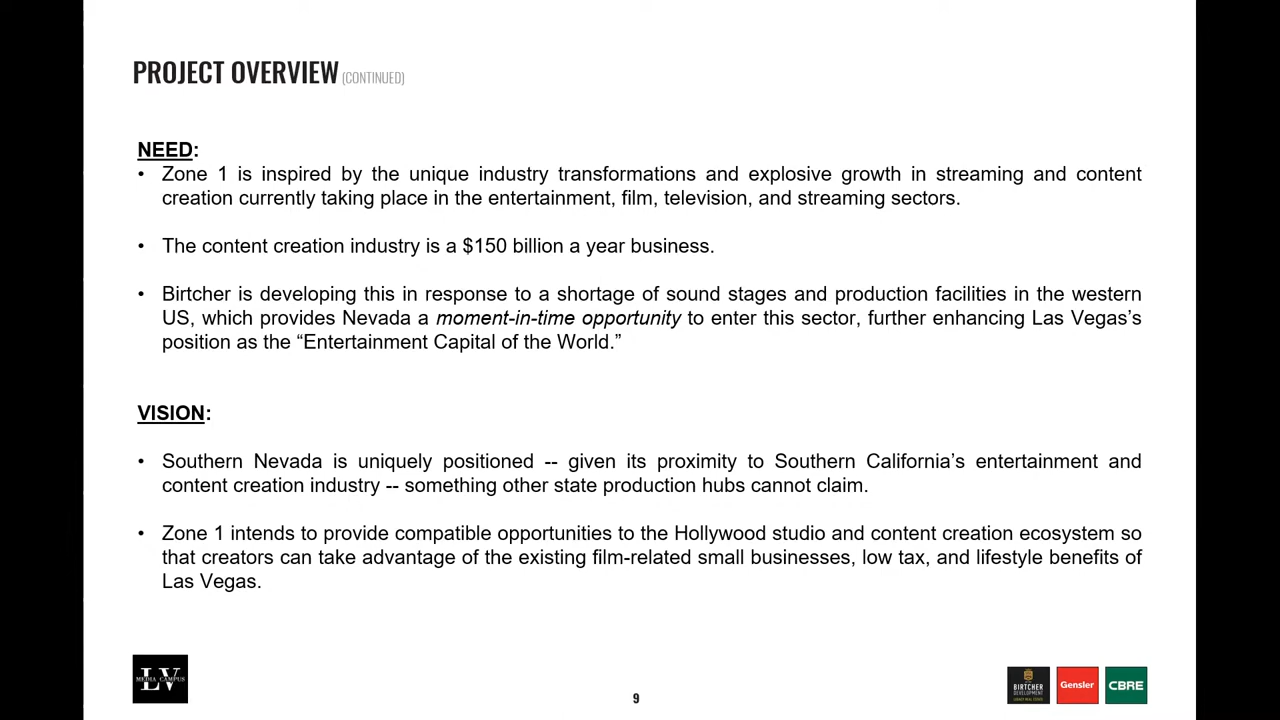 PROJECT OVERVIEW (CONTINUED)
NEED:
• Zone 1 is inspired by the unique industry transformations and explosive growth in streaming and content
creation currently taking place in the entertainment, film, television, and streaming sectors.
• The content creation industry is a $150 billion a year business.
• Birtcher is developing this in response to a shortage of sound stages and production facilities in the western
US, which provides Nevada a moment-in-time opportunity to enter this sector, further enhancing Las Vegas’s
position as the “Entertainment Capital of the World.”
VISION:
• Southern Nevada is uniquely positioned -- given its proximity to Southern California’s entertainment and
content creation industry -- something other state production hubs cannot claim.
• Zone 1 intends to provide compatible opportunities to the Hollywood studio and content creation ecosystem so
that creators can take advantage of the existing film-related small businesses, low tax, and lifestyle benefits of
Las Vegas.
LV
MEDIA CAMPUS
9
BIRTCHER
DEVELOPMENT
Gensler
CBRE